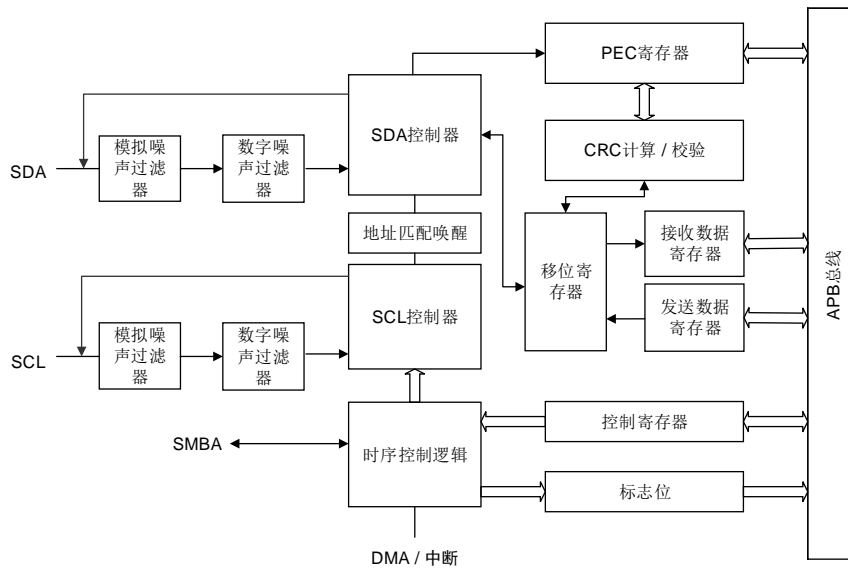 PEC寄存器
SDA控制器
CRC计算 / 校验
模拟噪
声过滤
器
数字噪
声过滤
器
SDA
地址匹配唤醒
移位寄
存器
接收数据
寄存器
发送数据
寄存器
APB总线
SCL控制器
模拟噪
声过滤
器
数字噪
声过滤
器
SCL
SMBA
时序控制逻辑
控制寄存器
标志位
DMA / 中断